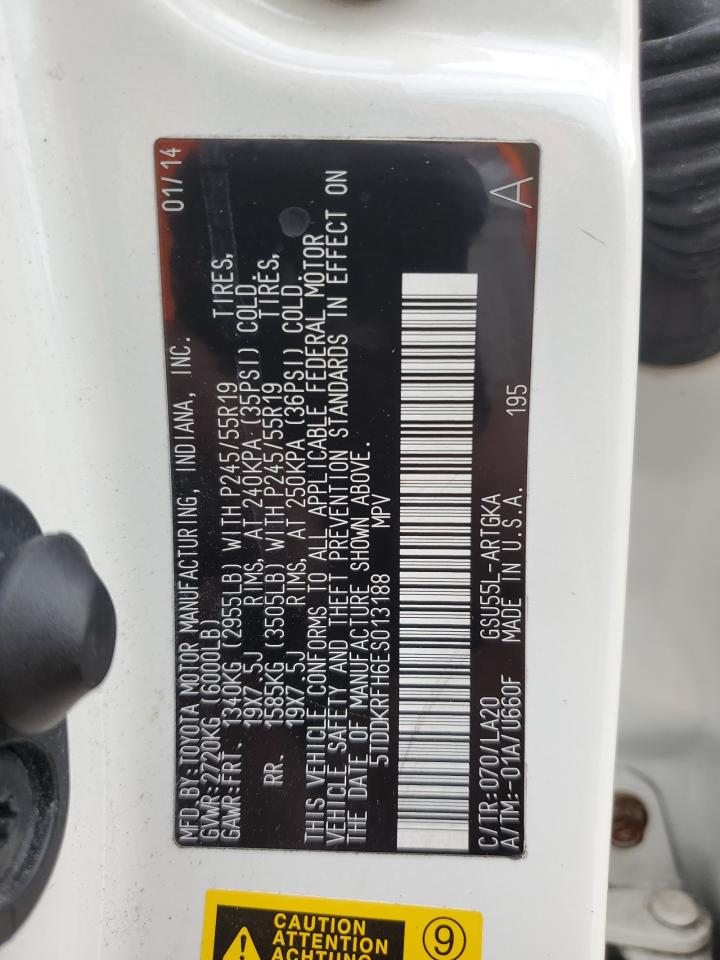 MFD.BY:TOYOTA MOTOR MANUFACTURING, INDIANA, INC. 01/14
GVWR:2720KG (6000LB)
GAWR:FRT. 1340KG (2955LB) WITH P245/55R19 TIRES,
19X7.5J RIMS, AT 240KPA (35PSI) COLD.
RR. 1585KG (3505LB) WITH P245/55R19 TIRES,
19X7.5J RIMS, AT 250KPA (36PSI) COLD.
THIS VEHICLE CONFORMS TO ALL APPLICABLE FEDERAL MOTOR
VEHICLE SAFETY AND THEFT PREVENTION STANDARDS IN EFFECT ON
THE DATE OF MANUFACTURE SHOWN ABOVE.
5TDDKRFH6ES013188 MPV
C/TR:070/LA20 GSU55L-ARTGKA A
A/TM:-01A/U660F MADE IN U.S.A. 195
CAUTION
ATTENTION
ACHTUNG
9